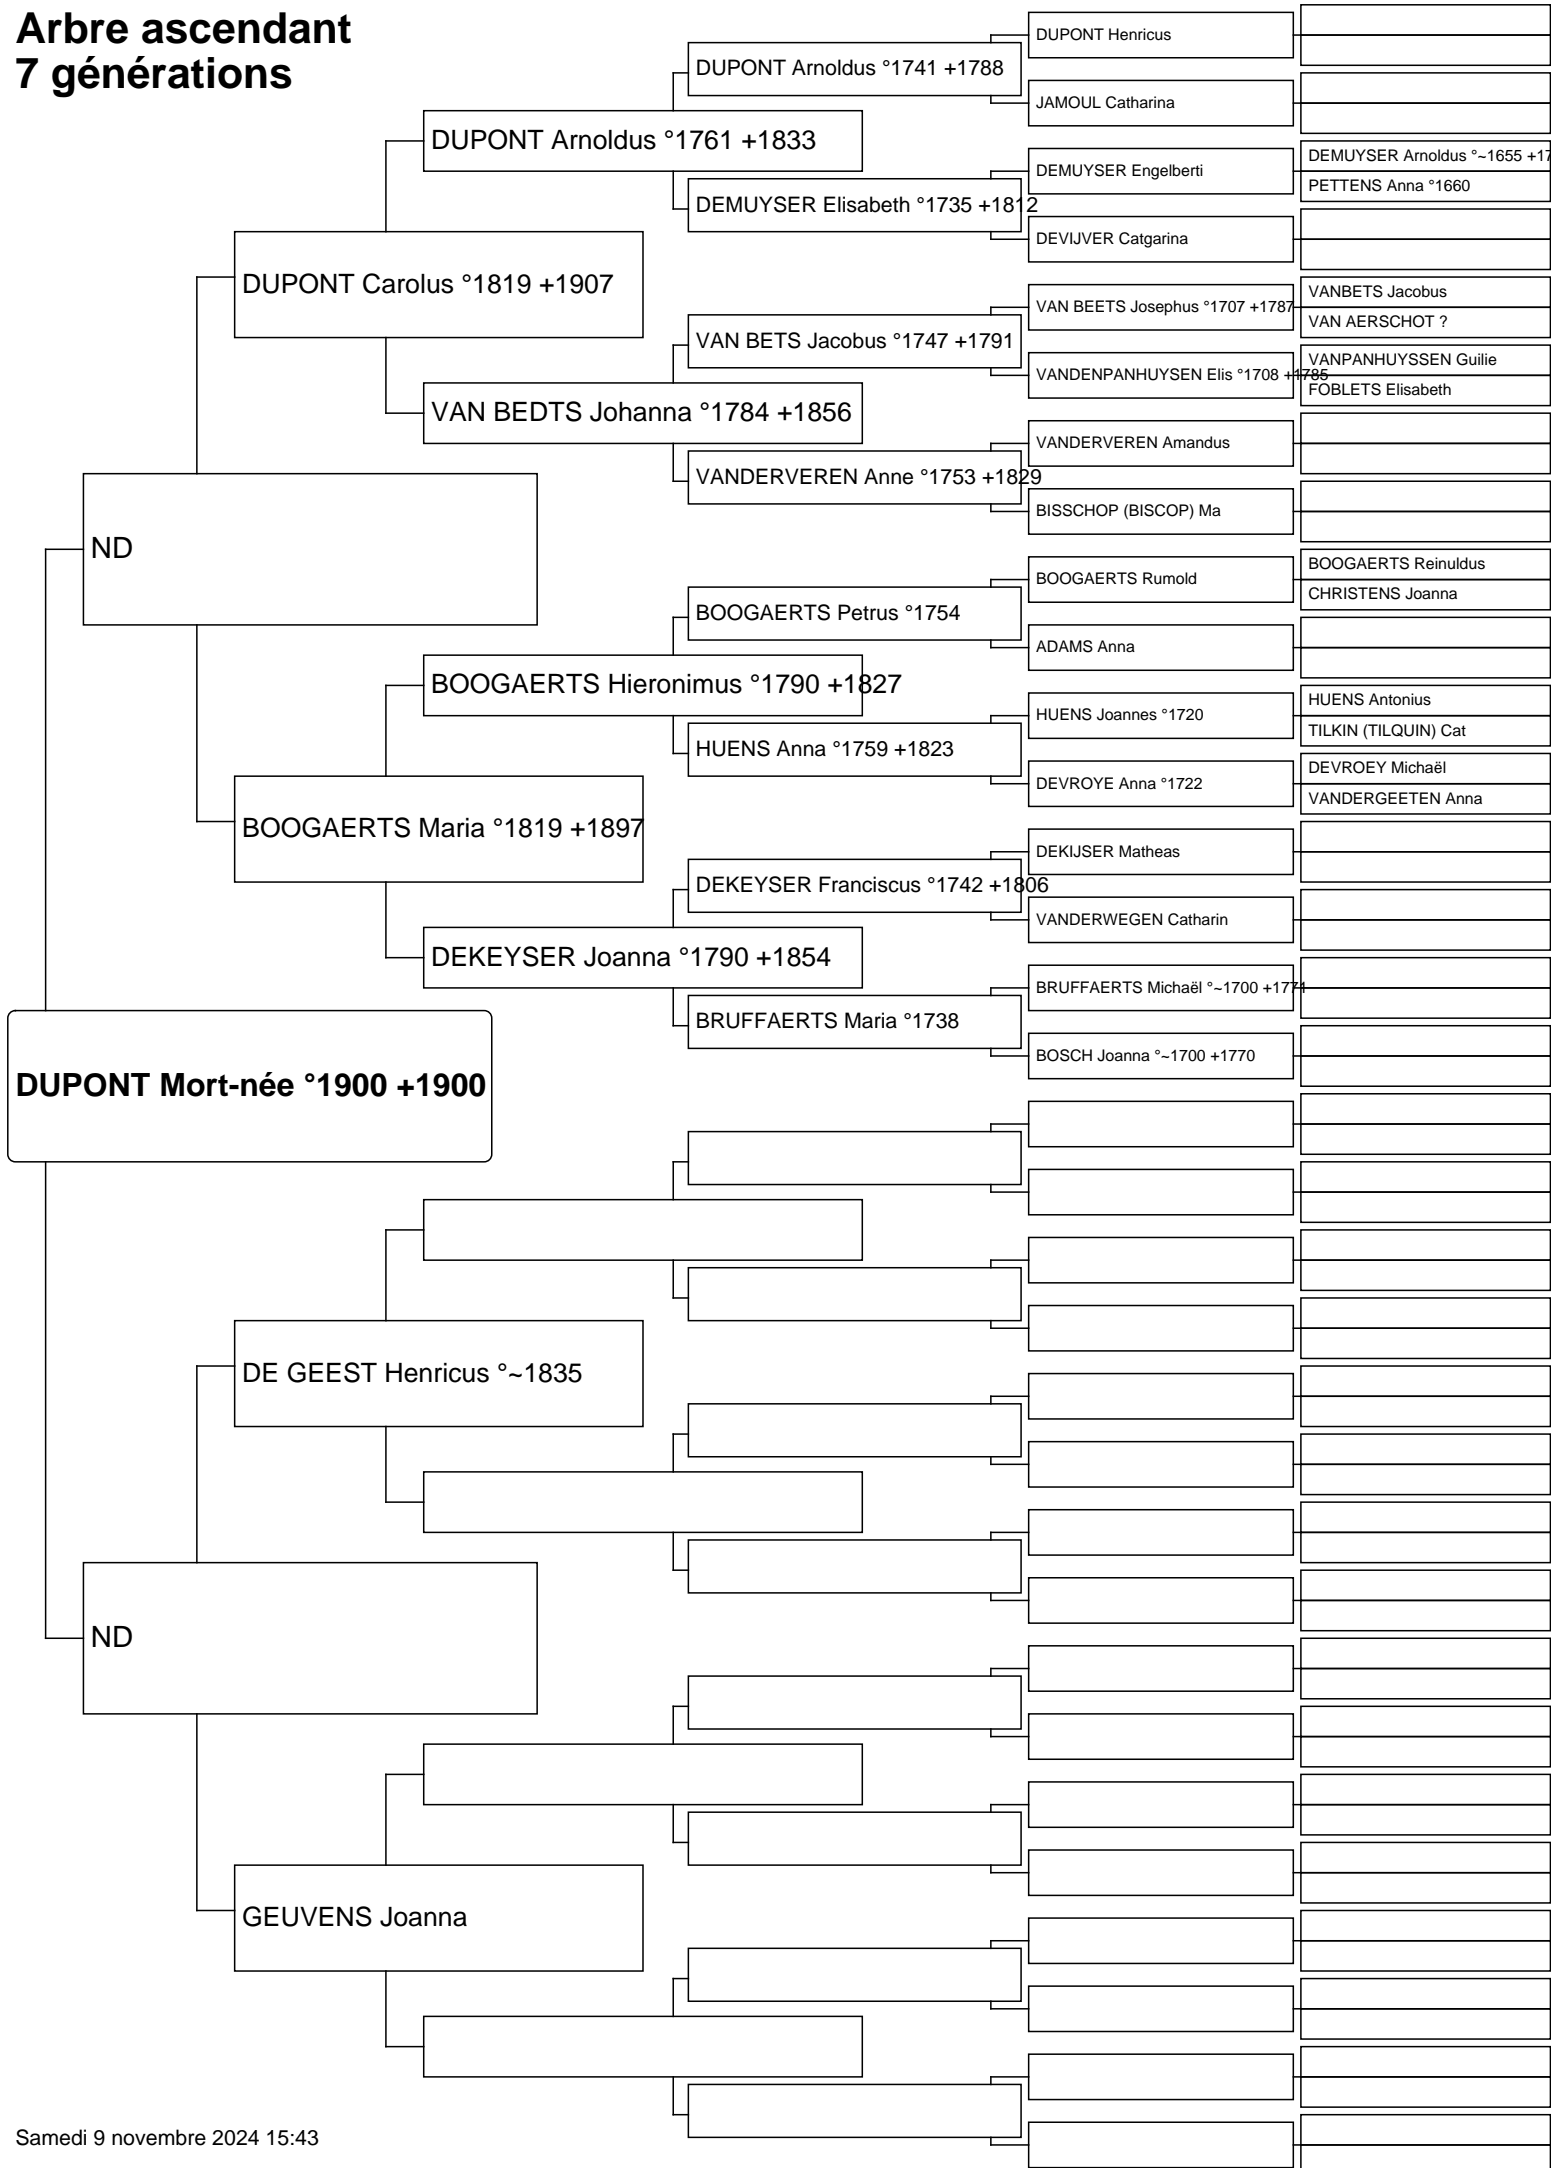 Arbre ascendant
7 générations
DUPONT Henricus
DUPONT Arnoldus °1741 +1788
JAMOUL Catharina
DUPONT Arnoldus °1761 +1833
DEMUYSER Arnoldus °~1655 +17
DEMUYSER Engelberti
PETTENS Anna °1660
DEMUYSER Elisabeth °1735 +1812
DEVIJVER Catgarina
DUPONT Carolus °1819 +1907
VANBETS Jacobus
VAN BEETS Josephus °1707 +1787
VAN AERSCHOT ?
VAN BETS Jacobus °1747 +1791
VANPANHUYSSEN Guilie
VANDENPANHUYSEN Elis °1708 +1785
FOBLETS Elisabeth
VAN BEDTS Johanna °1784 +1856
VANDERVEREN Amandus
VANDERVEREN Anne °1753 +1829
BISSCHOP (BISCOP) Ma
ND
BOOGAERTS Reinuldus
BOOGAERTS Rumold
CHRISTENS Joanna
BOOGAERTS Petrus °1754
ADAMS Anna
BOOGAERTS Hieronimus °1790 +1827
HUENS Antonius
HUENS Joannes °1720
TILKIN (TILQUIN) Cat
HUENS Anna °1759 +1823
DEVROEY Michaël
DEVROYE Anna °1722
VANDERGEETEN Anna
BOOGAERTS Maria °1819 +1897
DEKIJSER Matheas
DEKEYSER Franciscus °1742 +1806
VANDERWEGEN Catharin
DEKEYSER Joanna °1790 +1854
BRUFFAERTS Michaël °~1700 +1771
BRUFFAERTS Maria °1738
BOSCH Joanna °~1700 +1770
DUPONT Mort-née °1900 +1900
DE GEEST Henricus °~1835
ND
GEUVENS Joanna
Samedi 9 novembre 2024 15:43